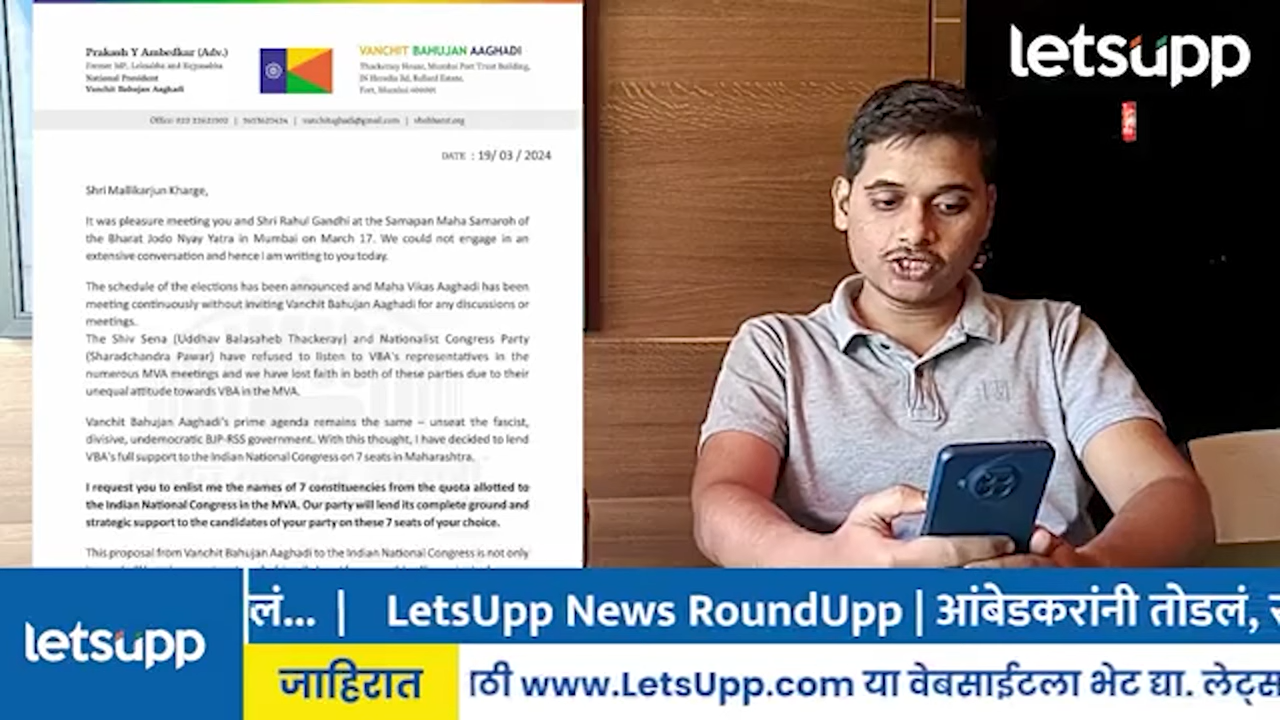 Prakash Y Ambedkar (Adv.)
Former MP, Loksabha and Rajyasabha
National President
Vanchit Bahujan Aaghadi
VANCHIT BAHUJAN AAGHADI
Thackersey House, Mumbai Port Trust Building,
Fort, Mumbai 400001
DATE : 19/ 03 / 2024
Shri Mallikarjun Kharge,
It was pleasure meeting you and Shri Rahul Gandhi at the Samapan Maha Samaroh of
the Bharat Jodo Nyay Yatra in Mumbai on March 17. We could not engage in an
extensive conversation and hence I am writing to you today.
The schedule of the elections has been announced and Maha Vikas Aaghadi has been
meeting continuously without inviting Vanchit Bahujan Aaghadi for any discussions or
meetings.
The Shiv Sena (Uddhav Balasaheb Thackeray) and Nationalist Congress Party
(Sharadchandra Pawar) have refused to listen to VBA's representatives in the
numerous MVA meetings and we have lost faith in both of these parties due to their
unequal attitude towards VBA in the MVA.
Vanchit Bahujan Aaghadi's prime agenda remains the same – unseat the fascist,
divisive, undemocratic BJP-RSS government. With this thought, I have decided to lend
VBA's full support to the Indian National Congress on 7 seats in Maharashtra.
I request you to enlist me the names of 7 constituencies from the quota allotted to
the Indian National Congress in the MVA. Our party will lend its complete ground and
strategic support to the candidates of your party on these 7 seats of your choice.
This proposal from Vanchit Bahujan Aaghadi to the Indian National Congress is not only
letsupp
letsupp
लं... | LetsUpp News RoundUpp | आंबेडकरांनी तोडलं,
जाहिरात
ठी www.LetsUpp.com या वेबसाईटला भेट द्या. लेट्स